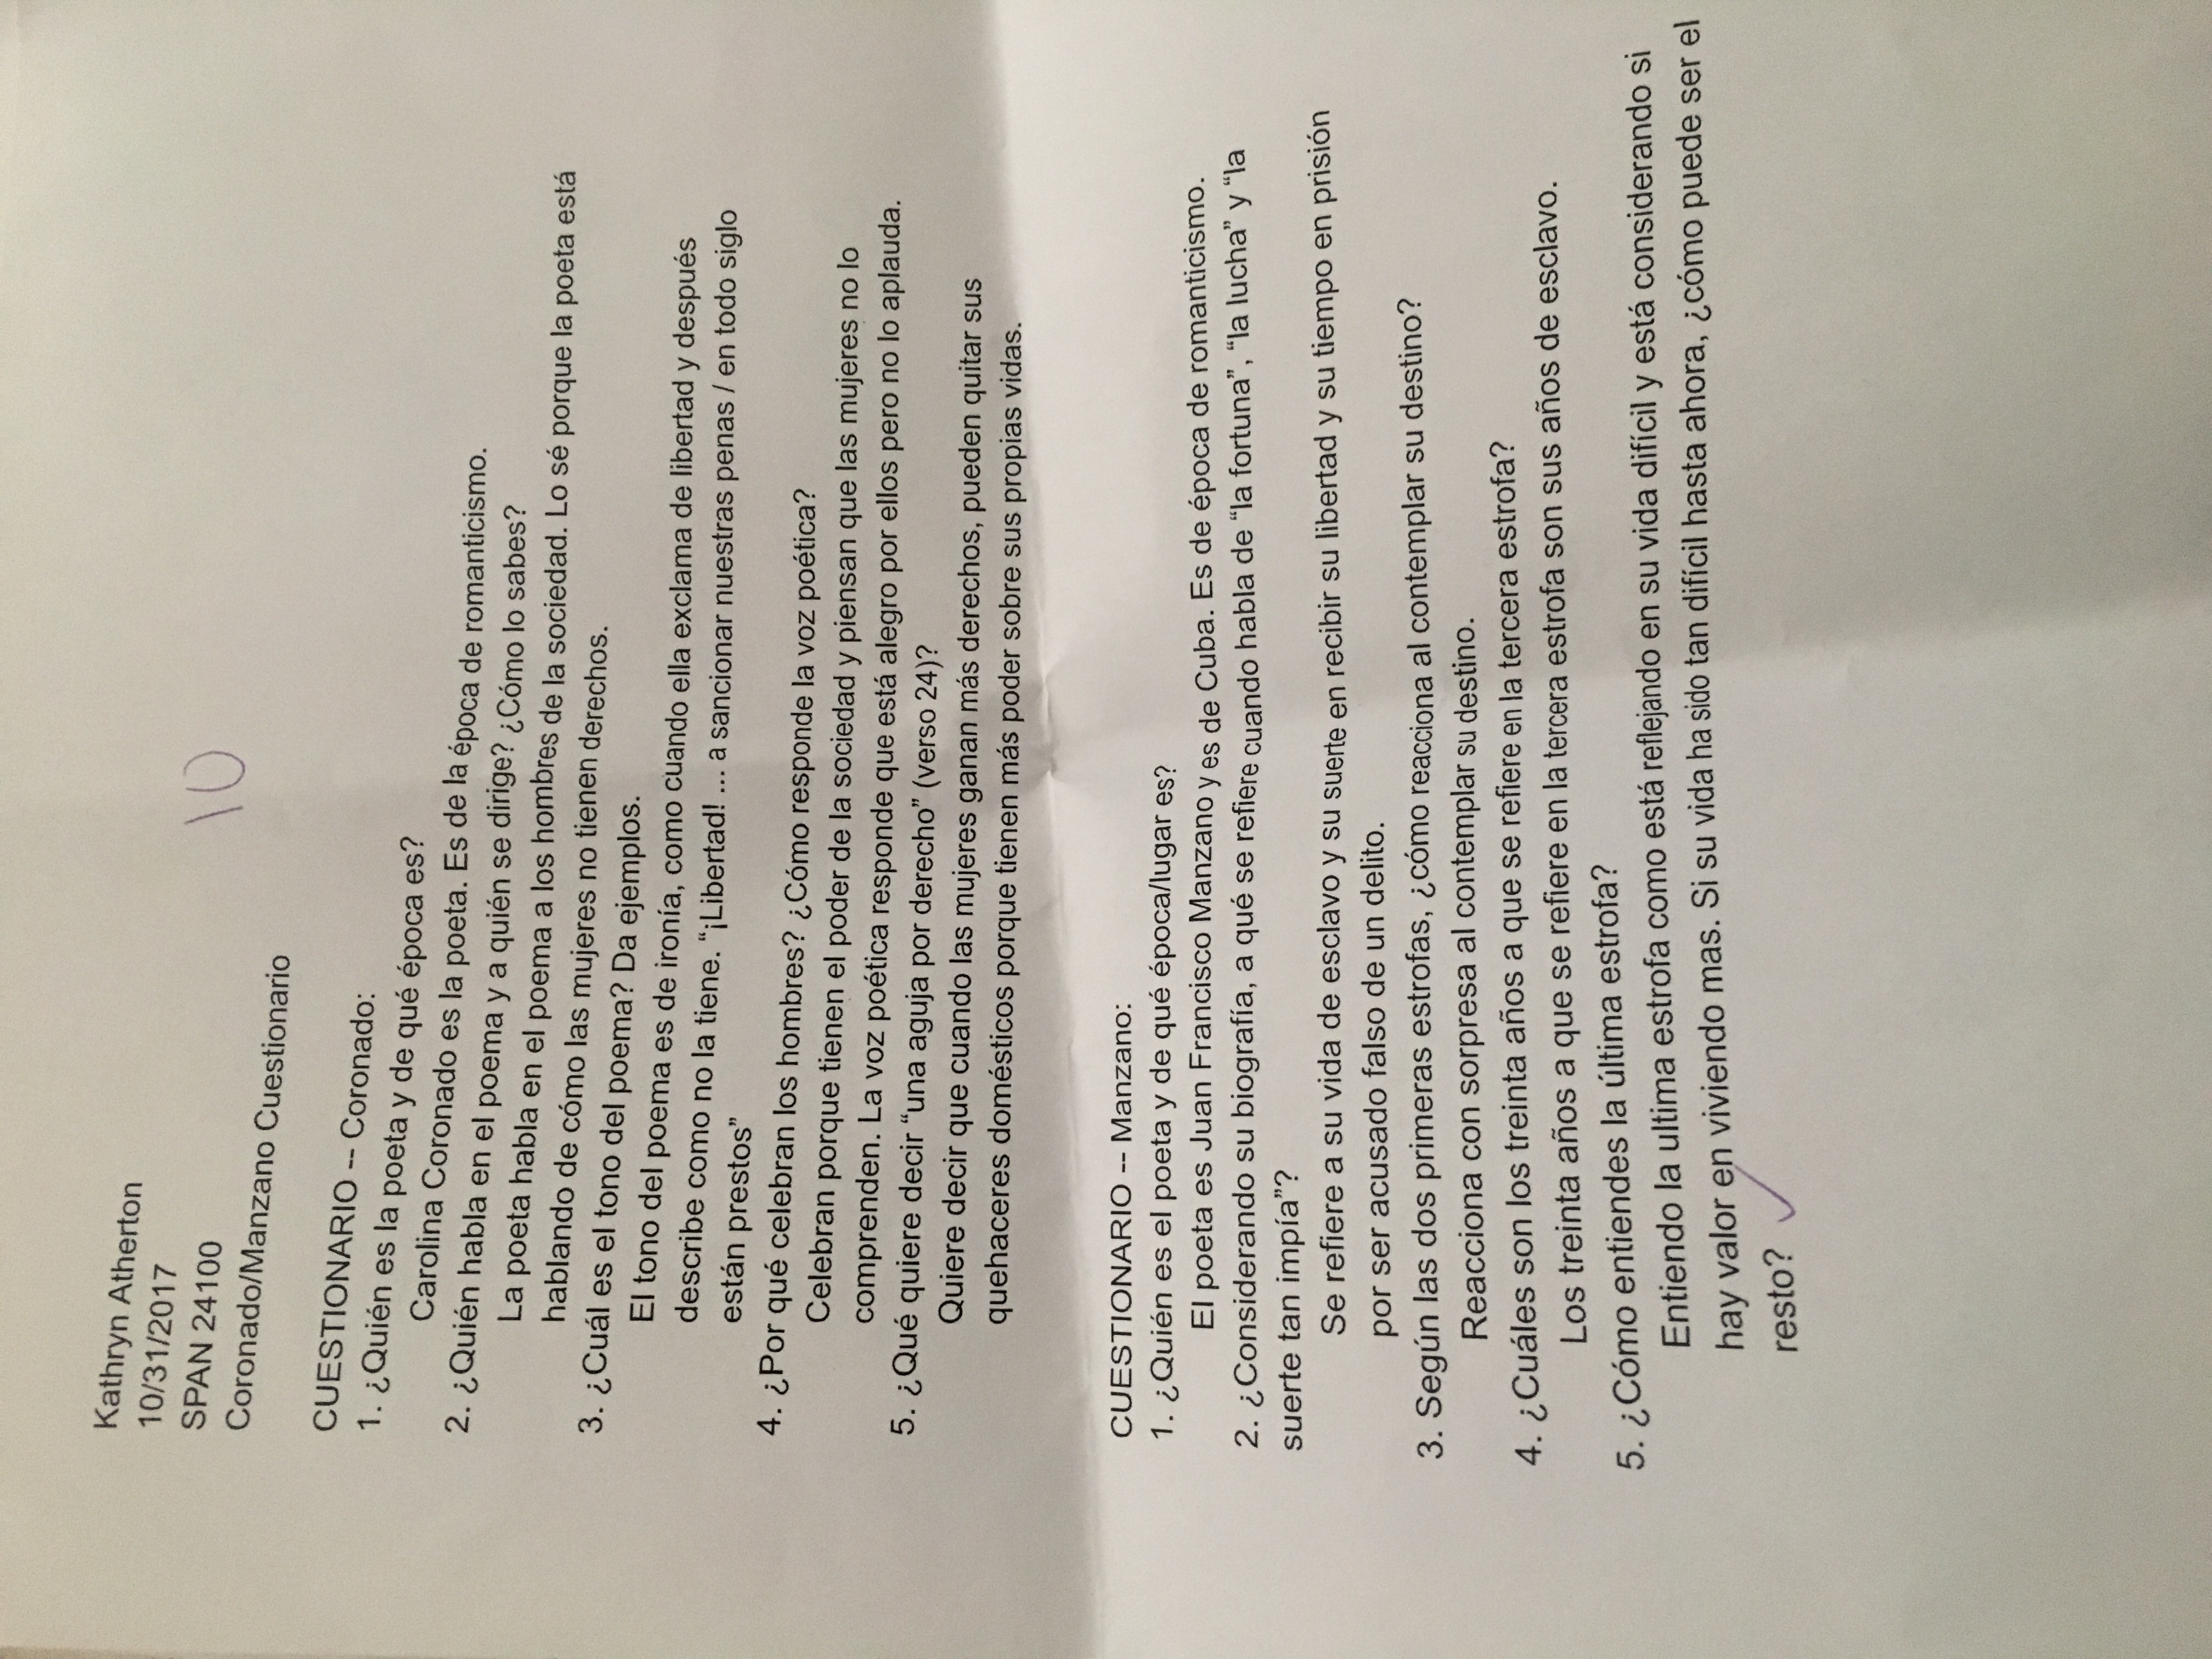 Kathryn Atherton
10/31/2017
SPAN 24100
10
Coronado/Manzano Cuestionario
CUESTIONARIO -- Coronado:
1. ¿Quién es la poeta y de qué época es?
Carolina Coronado es la poeta. Es de la época de romanticismo.
2. ¿Quién habla en el poema y a quién se dirige? ¿Cómo lo sabes?
La poeta habla en el poema a los hombres de la sociedad. Lo sé porque la poeta está
hablando de cómo las mujeres no tienen derechos.
3. ¿Cuál es el tono del poema? Da ejemplos.
El tono del poema es de ironía, como cuando ella exclama de libertad y después
describe como no la tiene. “¡Libertad! ... a sancionar nuestras penas / en todo siglo
están prestos”
4. ¿Por qué celebran los hombres? ¿Cómo responde la voz poética?
Celebran porque tienen el poder de la sociedad y piensan que las mujeres no lo
comprenden. La voz poética responde que está alegro por ellos pero no lo aplauda.
5. ¿Qué quiere decir “una aguja por derecho” (verso 24)?
Quiere decir que cuando las mujeres ganan más derechos, pueden quitar sus
quehaceres domésticos porque tienen más poder sobre sus propias vidas.
CUESTIONARIO -- Manzano:
1. ¿Quién es el poeta y de qué época/lugar es?
El poeta es Juan Francisco Manzano y es de Cuba. Es de época de romanticismo.
2. ¿Considerando su biografía, a qué se refiere cuando habla de “la fortuna”, “la lucha” y “la
suerte tan impía”?
Se refiere a su vida de esclavo y su suerte en recibir su libertad y su tiempo en prisión
por ser acusado falso de un delito.
3. Según las dos primeras estrofas, ¿cómo reacciona al contemplar su destino?
Reacciona con sorpresa al contemplar su destino.
4. ¿Cuáles son los treinta años a que se refiere en la tercera estrofa?
Los treinta años a que se refiere en la tercera estrofa son sus años de esclavo.
5. ¿Cómo entiendes la última estrofa?
Entiendo la ultima estrofa como está reflejando en su vida difícil y está considerando si
hay valor en viviendo mas. Si su vida ha sido tan difícil hasta ahora, ¿cómo puede ser el
resto?